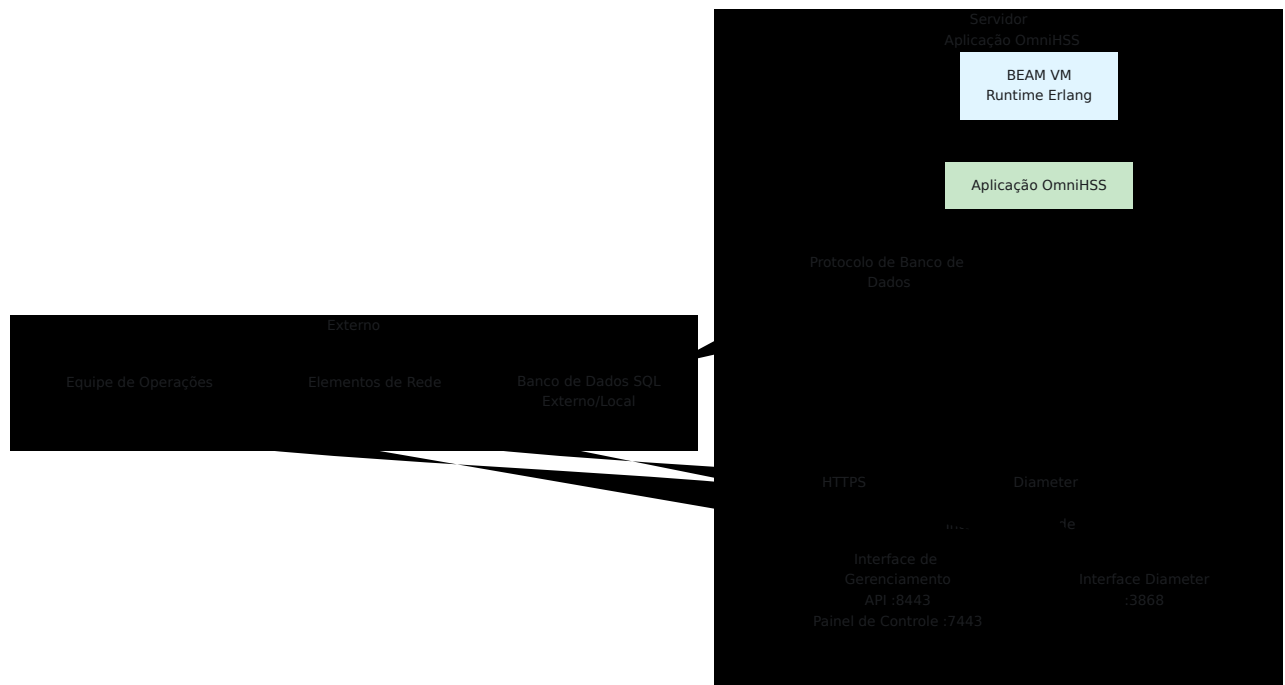 Servidor
Aplicação OmniHSS
BEAM VM
Runtime Erlang
Aplicação OmniHSS
Protocolo de Banco de
Dados
Externo
Equipe de Operações
Elementos de Rede
Banco de Dados SQL
Externo/Local
HTTPS
Diameter
Interface de
Gerenciamento
API :8443
Painel de Controle :7443
Interface Diameter
:3868